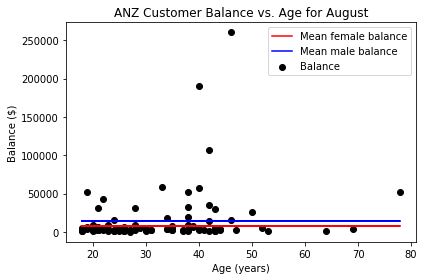 ANZ Customer Balance vs. Age for August
Mean female balance
Mean male balance
Balance
250000
200000
150000
100000
50000
0
Balance ($)
20 30 40 50 60 70 80
Age (years)